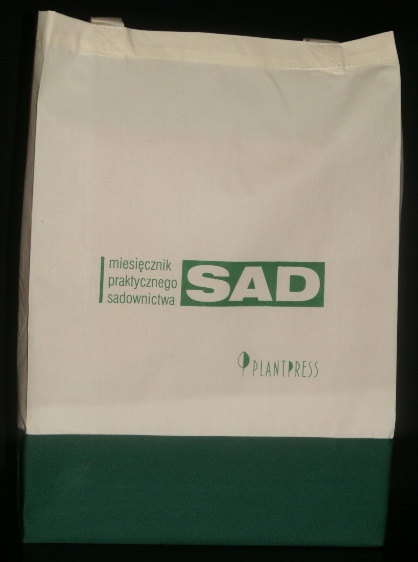 miesięcznik
praktycznego
sadownictwa
SAD
PLANTPRESS